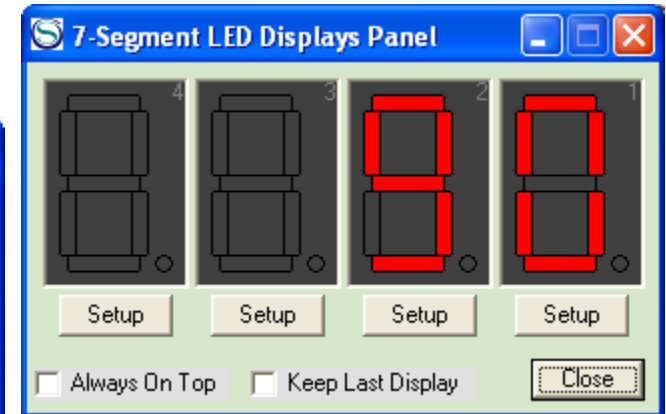 7-Segment LED Displays Panel
4 3 2 1
90
Setup Setup Setup Setup
Always On Top Keep Last Display Close